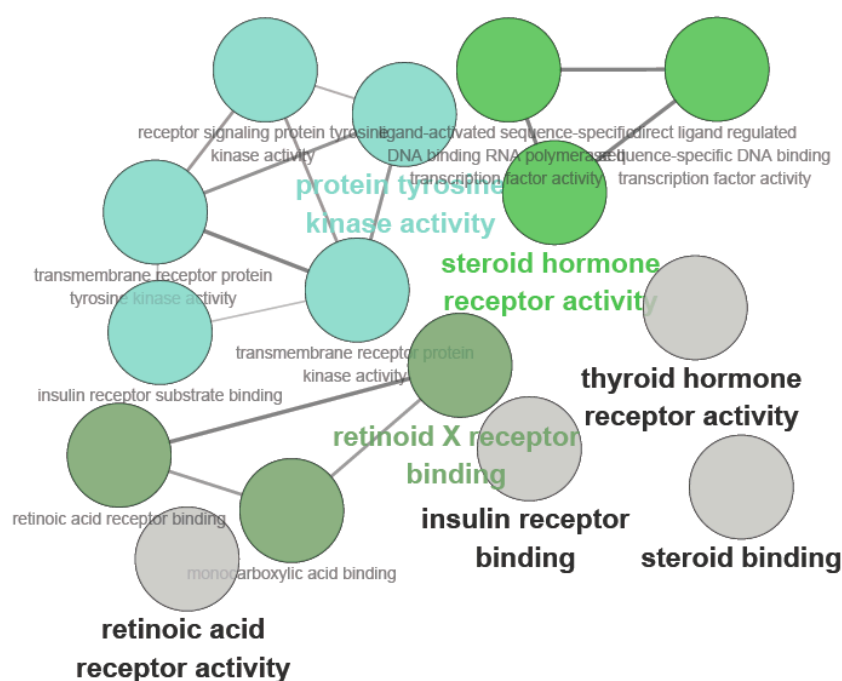 receptor signaling protein tyrosine
kinase activity
ligand-activated sequence-specific
DNA binding RNA polymerase II
transcription factor activity
direct ligand regulated
sequence-specific DNA binding
transcription factor activity
protein tyrosine
kinase activity
steroid hormone
receptor activity
transmembrane receptor protein
tyrosine kinase activity
transmembrane receptor protein
kinase activity
thyroid hormone
receptor activity
insulin receptor substrate binding
retinoid X receptor
binding
retinoic acid receptor binding
insulin receptor
binding
steroid binding
monocarboxylic acid binding
retinoic acid
receptor activity